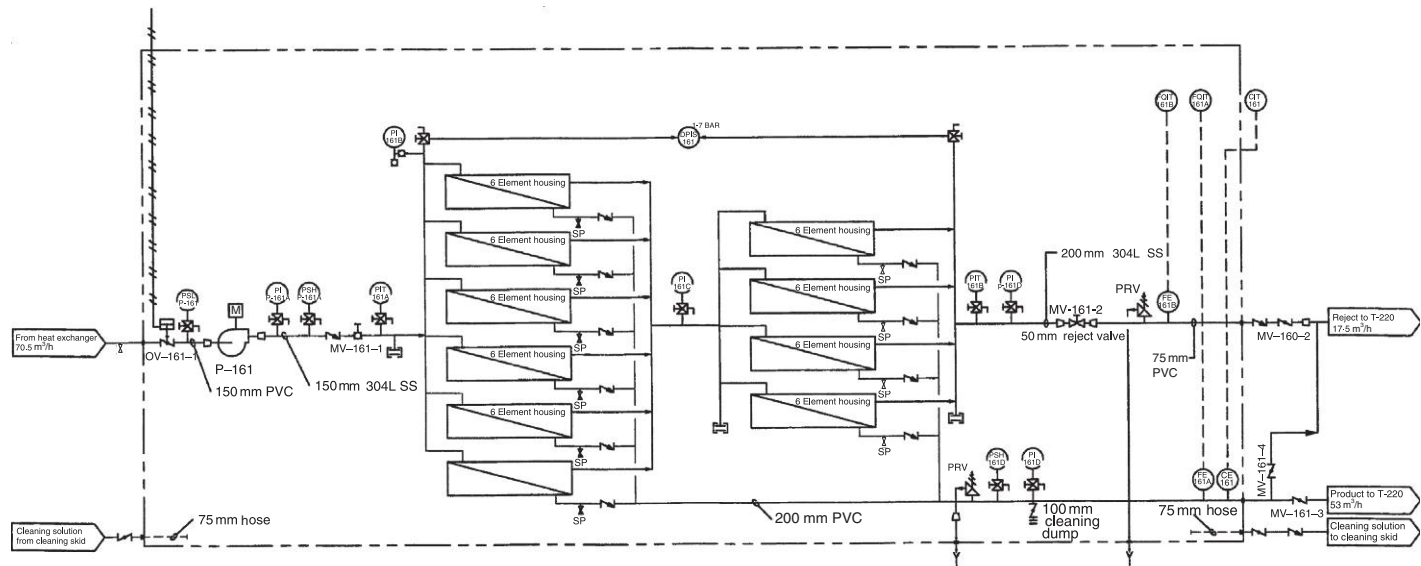 FQIT
161B
FQIT
161A
CIT
161
1-7 BAR
PI
161B
DPIS
161
6 Element housing
SP
6 Element housing
SP
6 Element housing
SP
6 Element housing
SP
6 Element housing
SP
SP
6 Element housing
SP
6 Element housing
SP
6 Element housing
SP
6 Element housing
SP
PSL
P-161
M
PI
P-161A
PSH
P-161A
PIT
161A
PI
161C
PIT
161B
PI
P-161D
200 mm 304L SS
MV-161-2
PRV
FE
161B
50 mm reject valve
75 mm
PVC
From heat exchanger
70.5 m³/h
OV-161-1
P-161
MV-161-1
150 mm PVC
150 mm 304L SS
Reject to T-220
17·5 m³/h
MV-160-2
MV-161-4
PRV
PSH
161D
PI
161D
FE
161A
CE
161
Product to T-220
53 m³/h
MV-161-3
200 mm PVC
100 mm
cleaning
dump
75 mm hose
75 mm hose
Cleaning solution
from cleaning skid
Cleaning solution
to cleaning skid